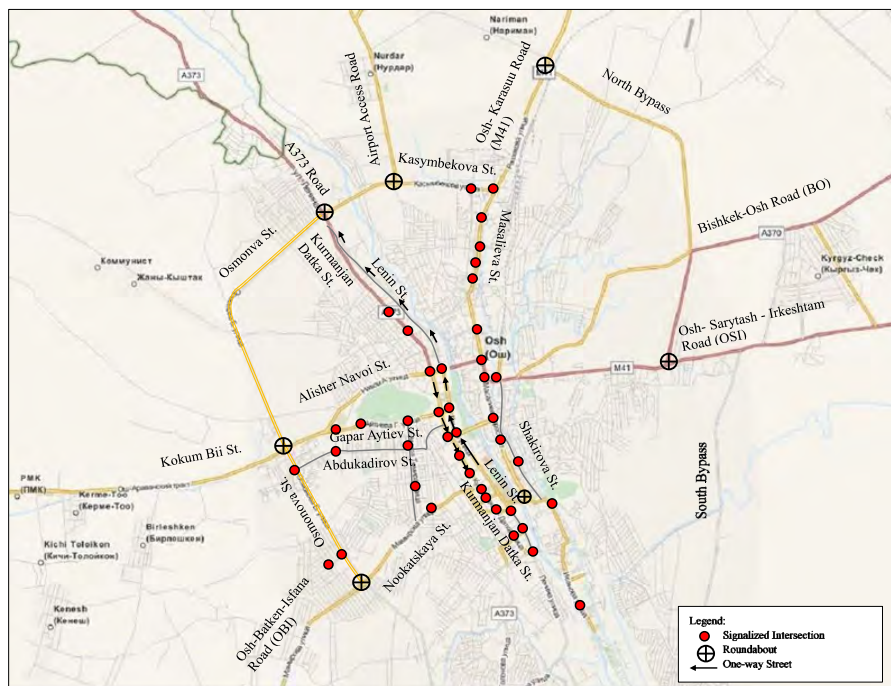 Nariman
(Нариман)
Nurdar
(Нурдар)
A373
Airport Access Road
Osh- Karasuu Road
(M41)
North Bypass
A373 Road
Kasymbekova St.
Bishkek-Osh Road (BO)
A370
Osmonva St.
Kurmanjan
Datka St.
Lenin St.
Masalieva St.
Коммунист
Жаны-Кыштак
Kyrgyz-Check
(Кыргыз-Чек)
Osh- Sarytash - Irkeshtam
Road (OSI)
Osh
(Ош)
M41
Alisher Navoi St.
Gapar Aytiev St.
Kokum Bii St.
Abdukadirov St.
Shakirova St.
Lenin St.
South Bypass
РМК
(ПМК)
Kerme-Too
(Керме-Тоо)
Birleshken
(Бирлешкен)
Kichi Toloikon
(Кичи-Толойкон)
Osmonova St.
Nookatskaya St.
Kurmanjan Datka St.
Kenesh
(Кенеш)
Osh-Batken-Isfana
Road (OBI)
A373
Legend:
Signalized Intersection
Roundabout
One-way Street